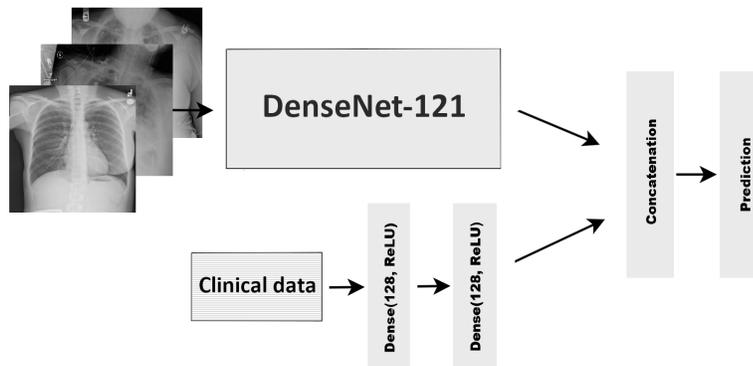 DenseNet-121
Clinical data
Dense(128, ReLU)
Dense(128, ReLU)
Concatenation
Prediction